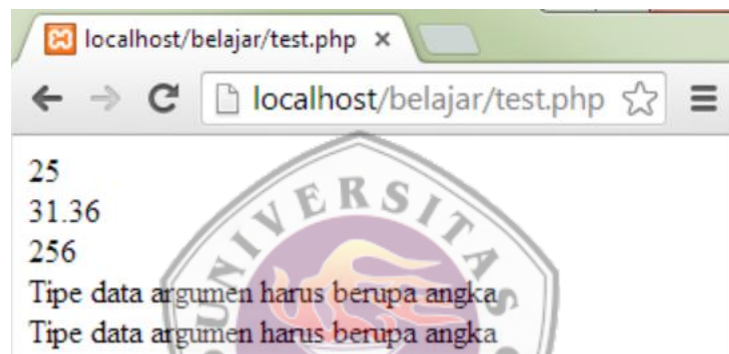 localhost/belajar/test.php
localhost/belajar/test.php
25
31.36
256
Tipe data argumen harus berupa angka
Tipe data argumen harus berupa angka
UNIVERSITAS